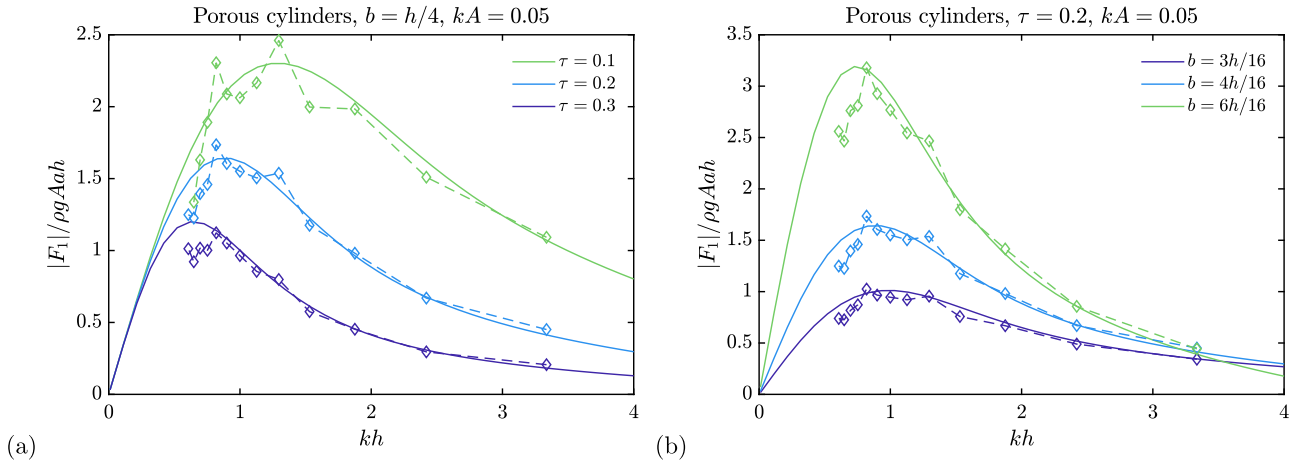 Porous cylinders, b = h/4, kA = 0.05
|F₁|/ρgAah
2.5
2
1.5
1
0.5
0
τ = 0.1
τ = 0.2
τ = 0.3
0 1 2 3 4
kh
(a)
Porous cylinders, τ = 0.2, kA = 0.05
|F₁|/ρgAah
3.5
3
2.5
2
1.5
1
0.5
0
b = 3h/16
b = 4h/16
b = 6h/16
0 1 2 3 4
kh
(b)